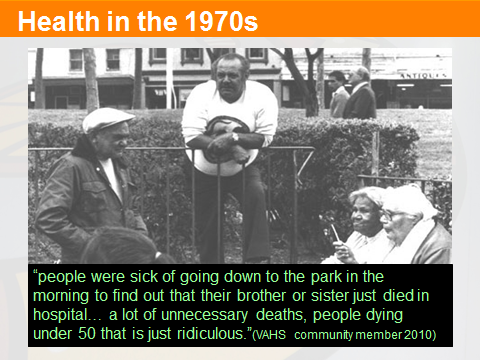 Health in the 1970s
ANTIQUES
“people were sick of going down to the park in the
morning to find out that their brother or sister just died in
hospital… a lot of unnecessary deaths, people dying
under 50 that is just ridiculous.”(VAHS community member 2010)